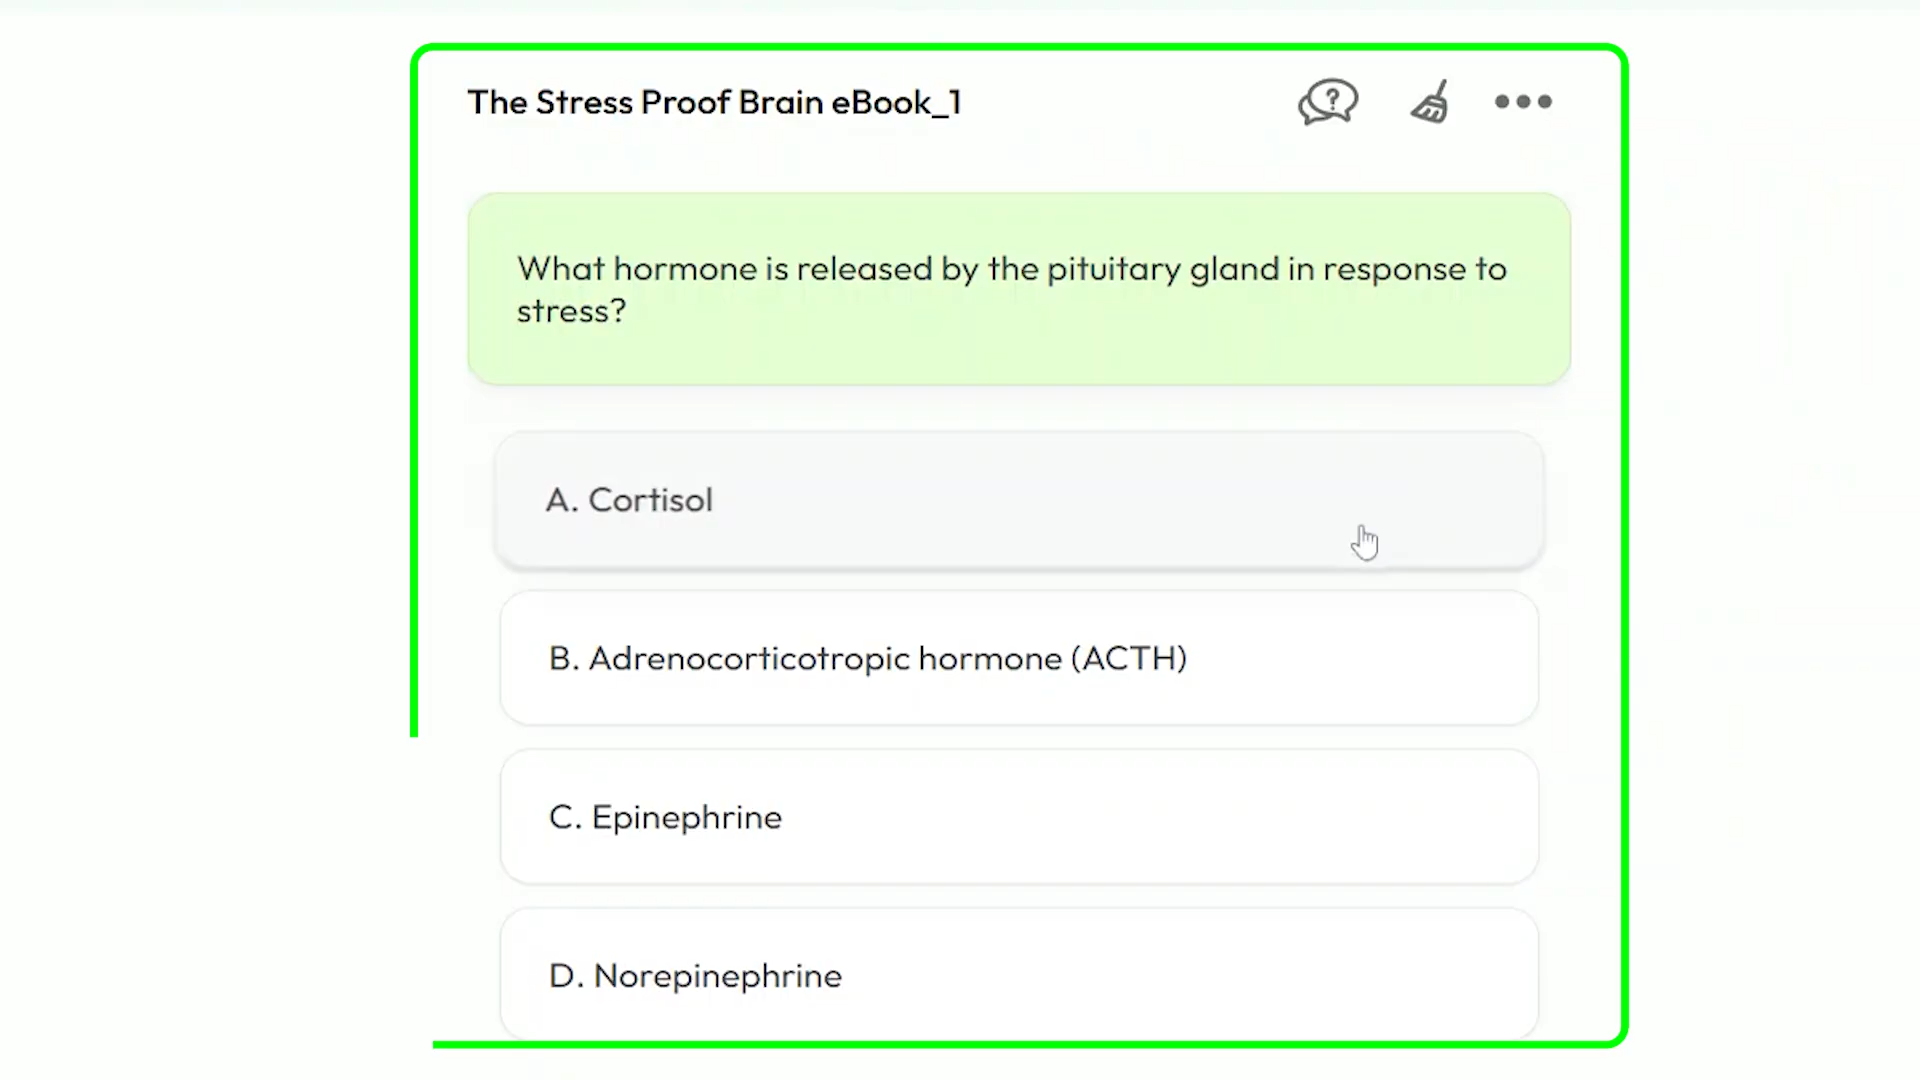 The Stress Proof Brain eBook_1
What hormone is released by the pituitary gland in response to
stress?
A. Cortisol
B. Adrenocorticotropic hormone (ACTH)
C. Epinephrine
D. Norepinephrine